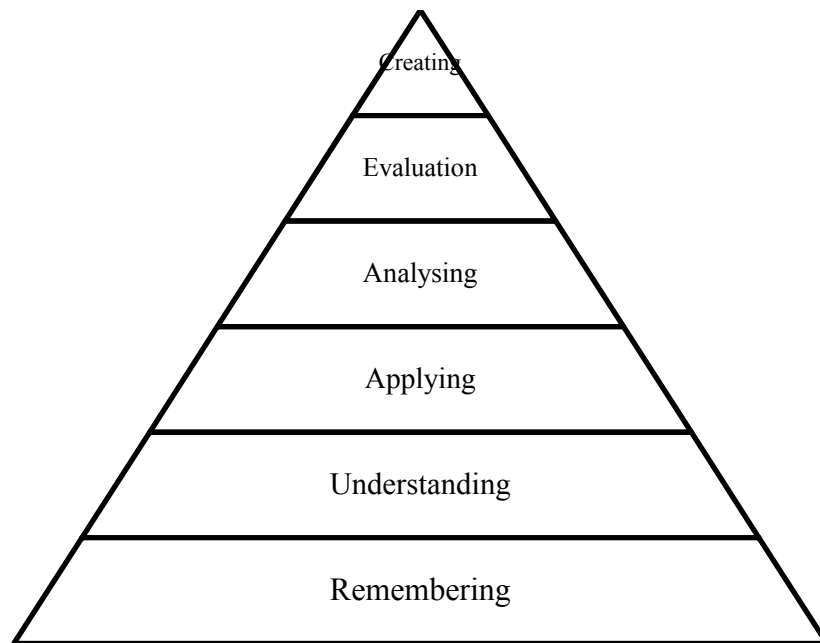 Creating
Evaluation
Analysing
Applying
Understanding
Remembering